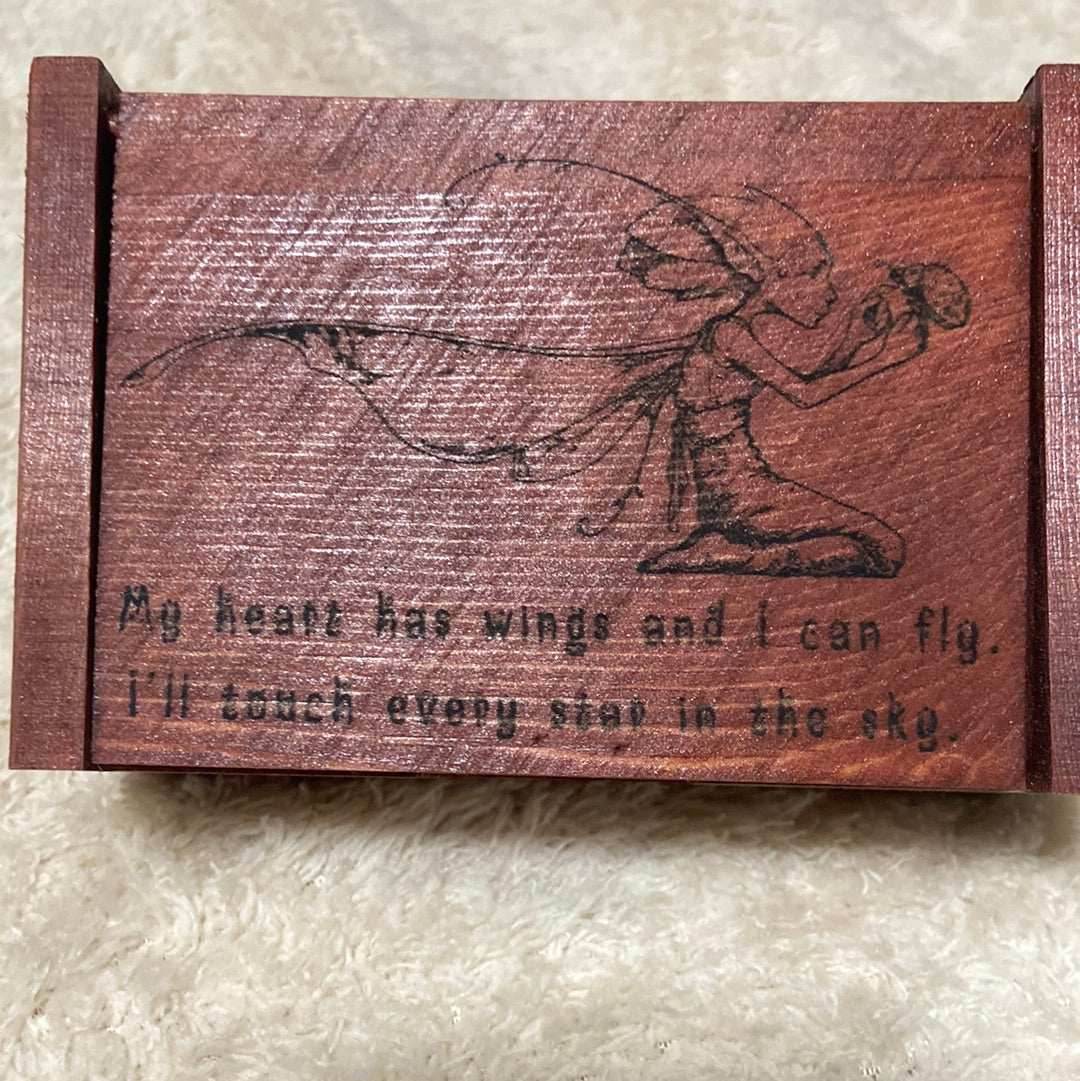 My heart has wings and i can fly.
i'll touch every star in the sky.